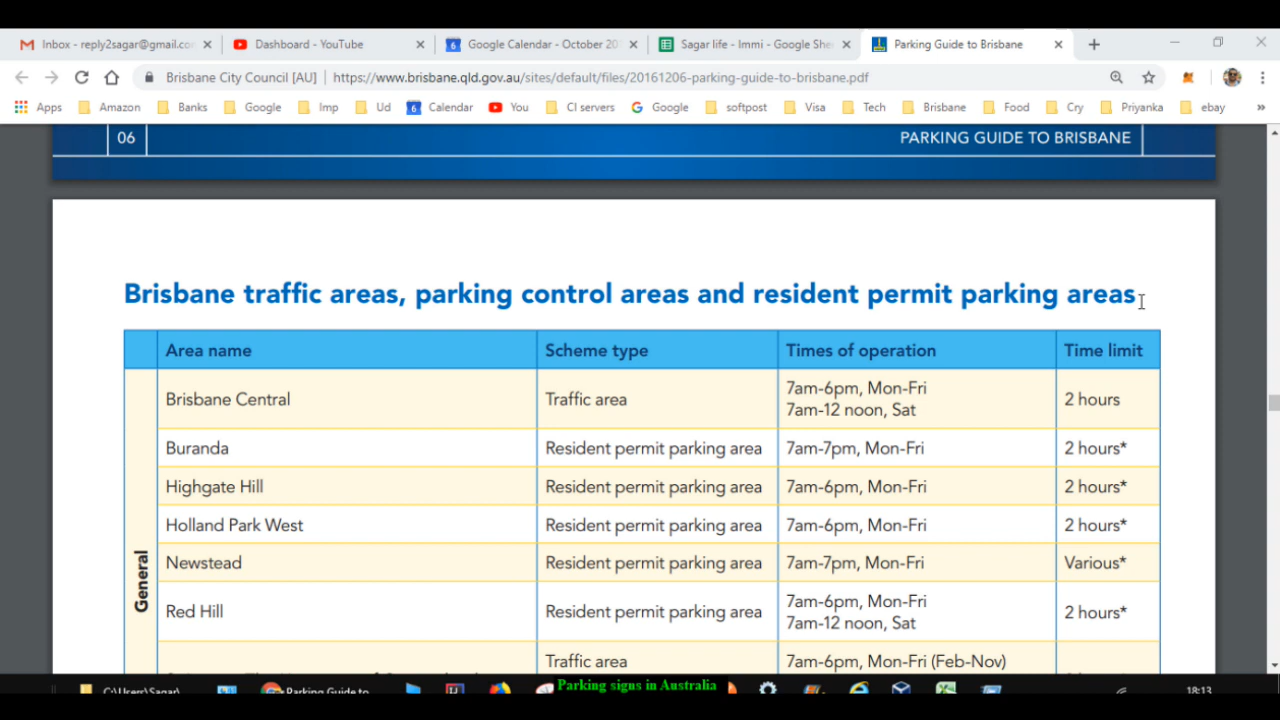 Inbox - reply2sagar@gmail.co
Dashboard - YouTube
Google Calendar - October 20
Sagar life - Immi - Google She
Parking Guide to Brisbane
Brisbane City Council [AU] | https://www.brisbane.qld.gov.au/sites/default/files/20161206-parking-guide-to-brisbane.pdf
Apps Amazon Banks Google Imp Ud Calendar You CI servers Google softpost Visa Tech Brisbane Food Cry Priyanka ebay »
06 PARKING GUIDE TO BRISBANE
Brisbane traffic areas, parking control areas and resident permit parking areas
Area name Scheme type Times of operation Time limit
General
Brisbane Central Traffic area 7am-6pm, Mon-Fri 2 hours
7am-12 noon, Sat
Buranda Resident permit parking area 7am-7pm, Mon-Fri 2 hours*
Highgate Hill Resident permit parking area 7am-6pm, Mon-Fri 2 hours*
Holland Park West Resident permit parking area 7am-6pm, Mon-Fri 2 hours*
Newstead Resident permit parking area 7am-7pm, Mon-Fri Various*
Red Hill Resident permit parking area 7am-6pm, Mon-Fri 2 hours*
7am-12 noon, Sat
Traffic area 7am-6pm, Mon-Fri (Feb-Nov)
C:\Users\Sagar\ Parking Guide to Parking signs in Australia 18:13